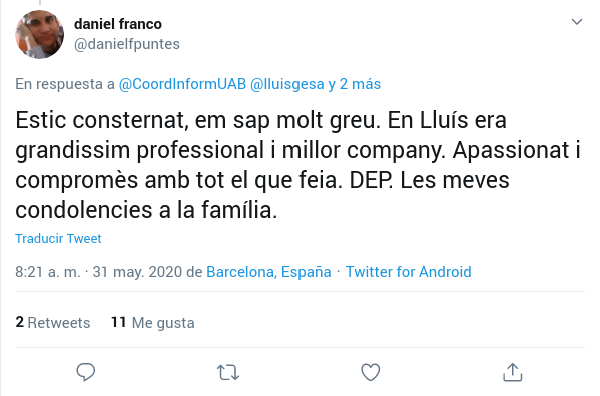 daniel franco
@danielfpuntes
En respuesta a @CoordInformUAB @lluisgesa y 2 más
Estic consternat, em sap molt greu. En Lluís era
grandissim professional i millor company. Apassionat i
compromès amb tot el que feia. DEP. Les meves
condolencies a la família.
Traducir Tweet
8:21 a. m. · 31 may. 2020 de Barcelona, España · Twitter for Android
2 Retweets 11 Me gusta